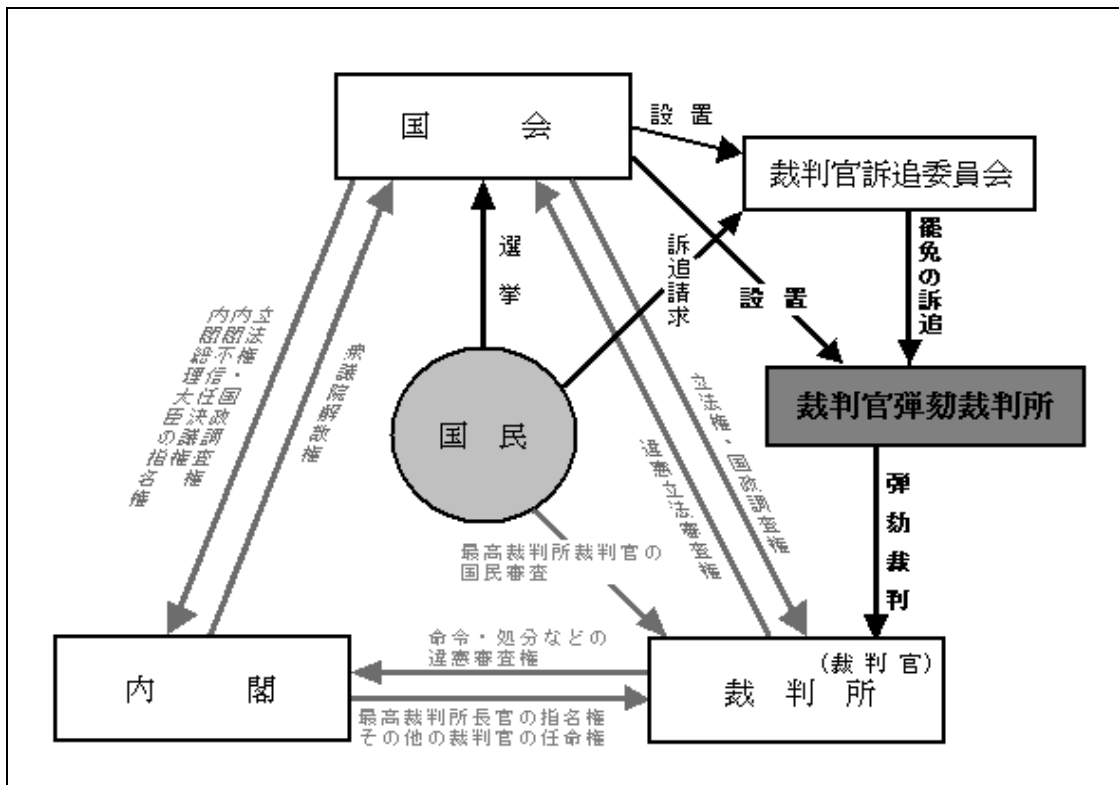 国会
設置
裁判官訴追委員会
選挙
訴追請求
設置
罷免の訴追
立法権・国政調査権
内閣不信任決議権
内閣総理大臣の指名権
衆議院解散権
国民
裁判官弾劾裁判所
立法権・国政調査権
違憲立法審査権
弾劾裁判
最高裁判所裁判官の
国民審査
命令・処分などの
違憲審査権
内閣
(裁判官)
裁判所
最高裁判所長官の指名権
その他の裁判官の任命権